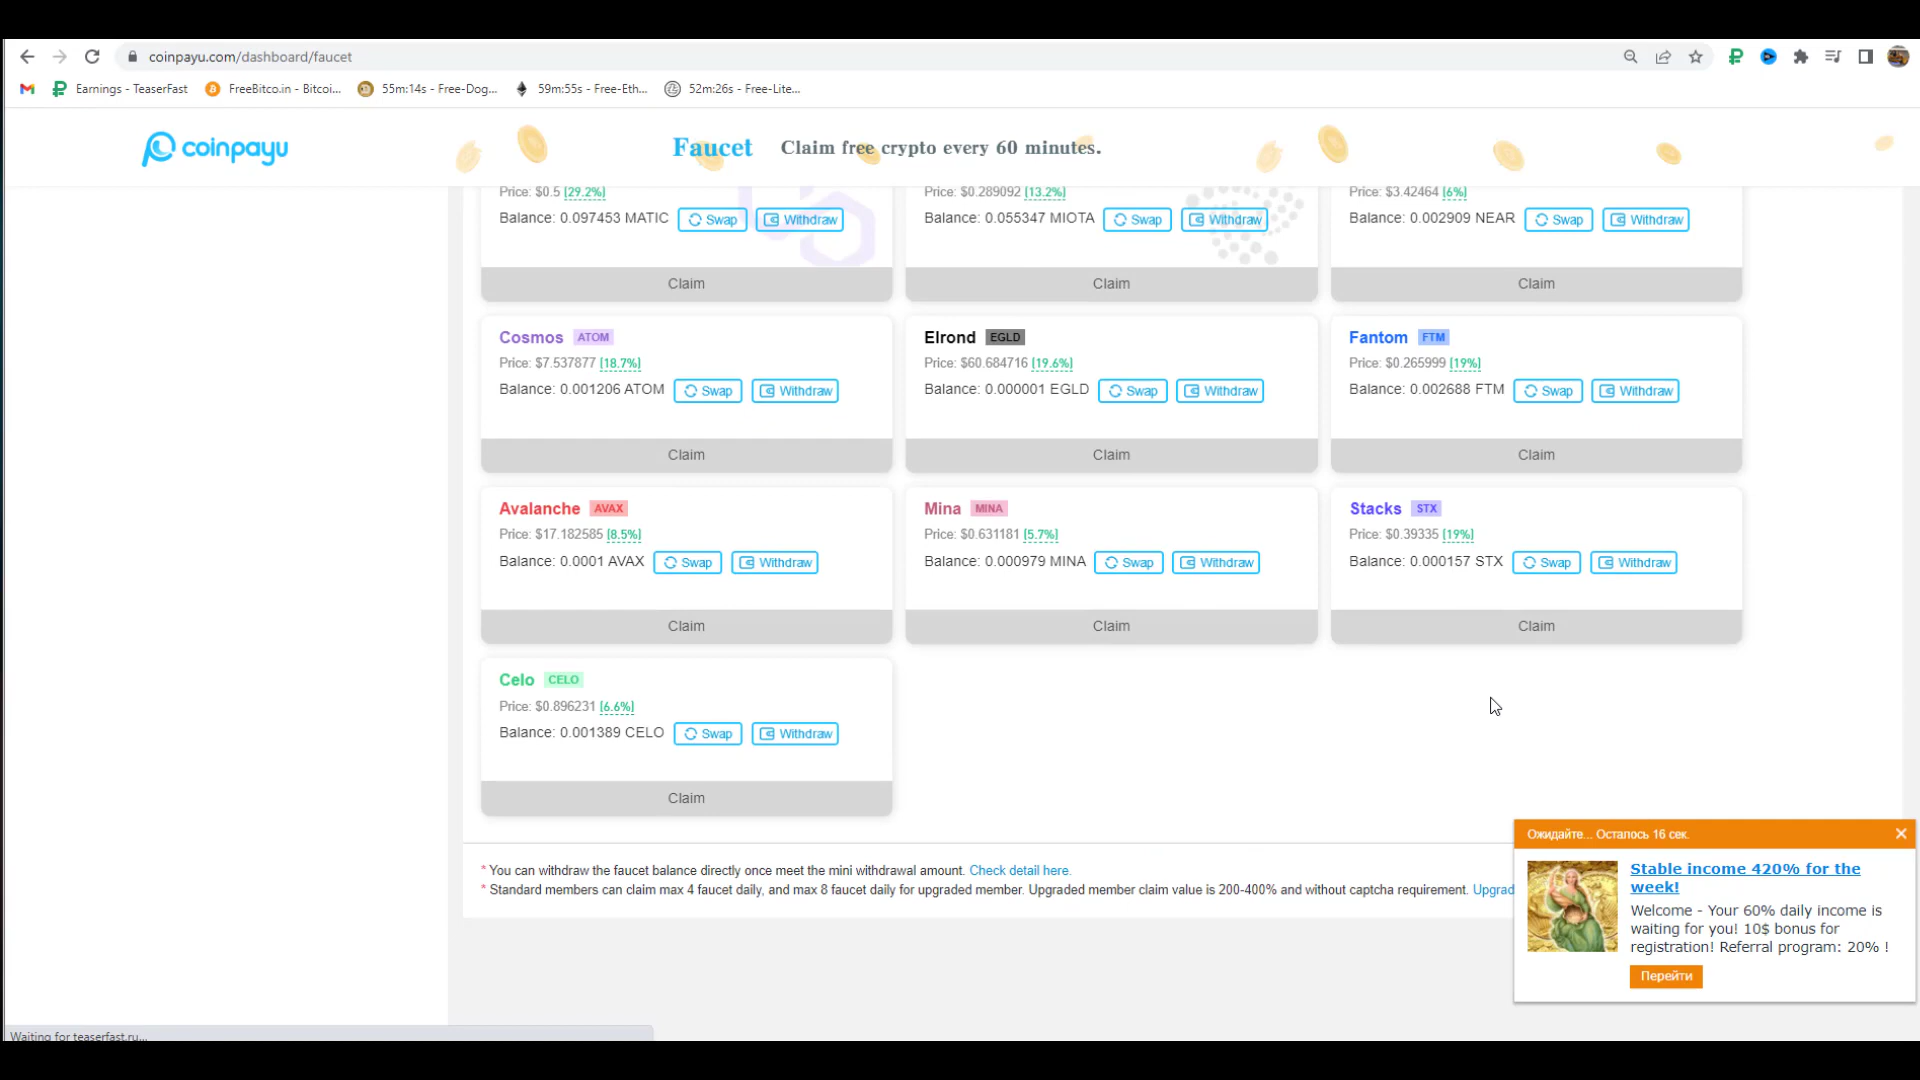 coinpayu.com/dashboard/faucet
Earnings - TeaserFast
FreeBitco.in - Bitcoi...
55m:14s - Free-Dog...
59m:55s - Free-Eth...
52m:26s - Free-Lite...
coinpayu
Faucet Claim free crypto every 60 minutes.
Price: $0.5 [29.2%]
Balance: 0.097453 MATIC Swap Withdraw
Claim
Price: $0.289092 [13.2%]
Balance: 0.055347 MIOTA Swap Withdraw
Claim
Price: $3.42464 [6%]
Balance: 0.002909 NEAR Swap Withdraw
Claim
Cosmos ATOM
Price: $7.537877 [18.7%]
Balance: 0.001206 ATOM Swap Withdraw
Claim
Elrond EGLD
Price: $60.684716 [19.6%]
Balance: 0.000001 EGLD Swap Withdraw
Claim
Fantom FTM
Price: $0.265999 [19%]
Balance: 0.002688 FTM Swap Withdraw
Claim
Avalanche AVAX
Price: $17.182585 [8.5%]
Balance: 0.0001 AVAX Swap Withdraw
Claim
Mina MINA
Price: $0.631181 [5.7%]
Balance: 0.000979 MINA Swap Withdraw
Claim
Stacks STX
Price: $0.39335 [19%]
Balance: 0.000157 STX Swap Withdraw
Claim
Celo CELO
Price: $0.896231 [6.6%]
Balance: 0.001389 CELO Swap Withdraw
Claim
* You can withdraw the faucet balance directly once meet the mini withdrawal amount. Check detail here.
* Standard members can claim max 4 faucet daily, and max 8 faucet daily for upgraded member. Upgraded member claim value is 200-400% and without captcha requirement. Upgrad
Ожидайте... Осталось 16 сек.
Stable income 420% for the
week!
Welcome - Your 60% daily income is
waiting for you! 10$ bonus for
registration! Referral program: 20% !
Перейти
Waiting for teaserfast.ru...